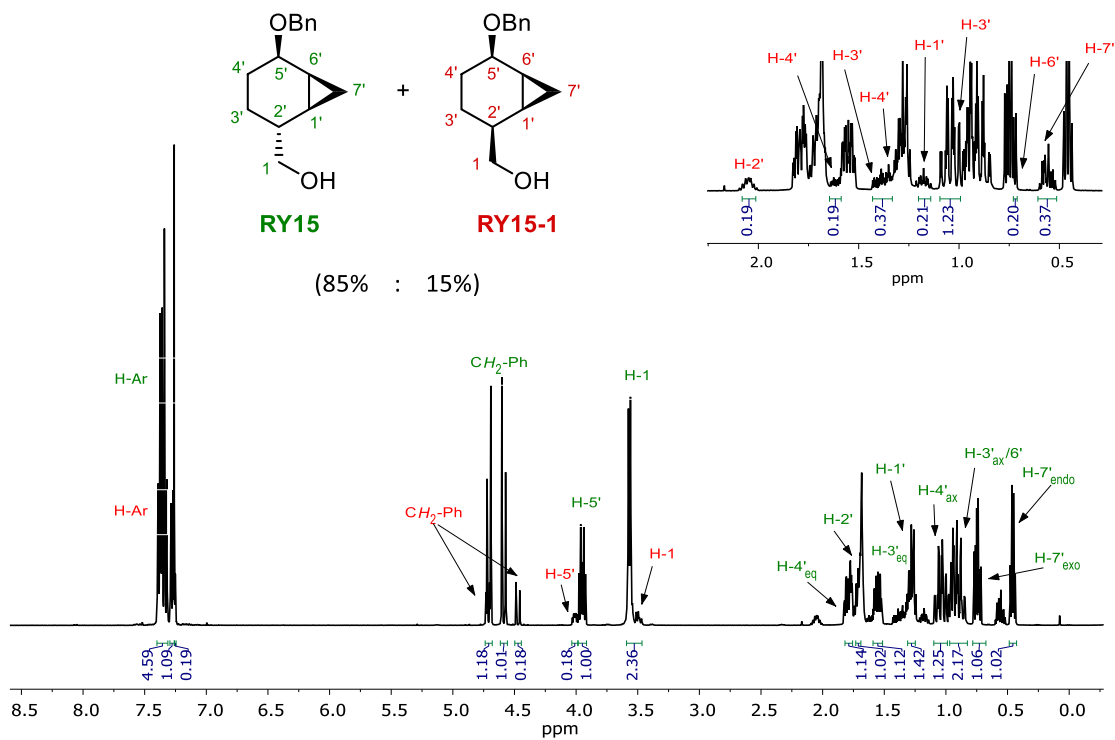 OBn
OBn
4' 5' 6' 7'
+
4' 5' 6' 7'
3' 2' 1'
3' 2' 1'
1
OH
1
OH
RY15
RY15-1
(85% : 15%)
H-4'
H-3'
H-4'
H-1'
H-3'
H-6'
H-7'
H-2'
0.19
0.19
0.37
0.21
1.23
0.20
0.37
2.0 1.5 1.0 0.5
ppm
H-Ar
H-Ar
CH2-Ph
CH2-Ph
H-5'
H-5'
H-1
H-1
H-4'eq
H-2'
H-3'eq
H-1'
H-4'ax
H-3'ax/6'
H-7'endo
H-7'exo
4.59
1.09
0.19
1.18
1.01
0.18
0.18
1.00
2.36
1.14
1.02
1.12
1.42
1.25
2.17
1.06
1.02
8.5 8.0 7.5 7.0 6.5 6.0 5.5 5.0 4.5 4.0 3.5 3.0 2.5 2.0 1.5 1.0 0.5 0.0
ppm